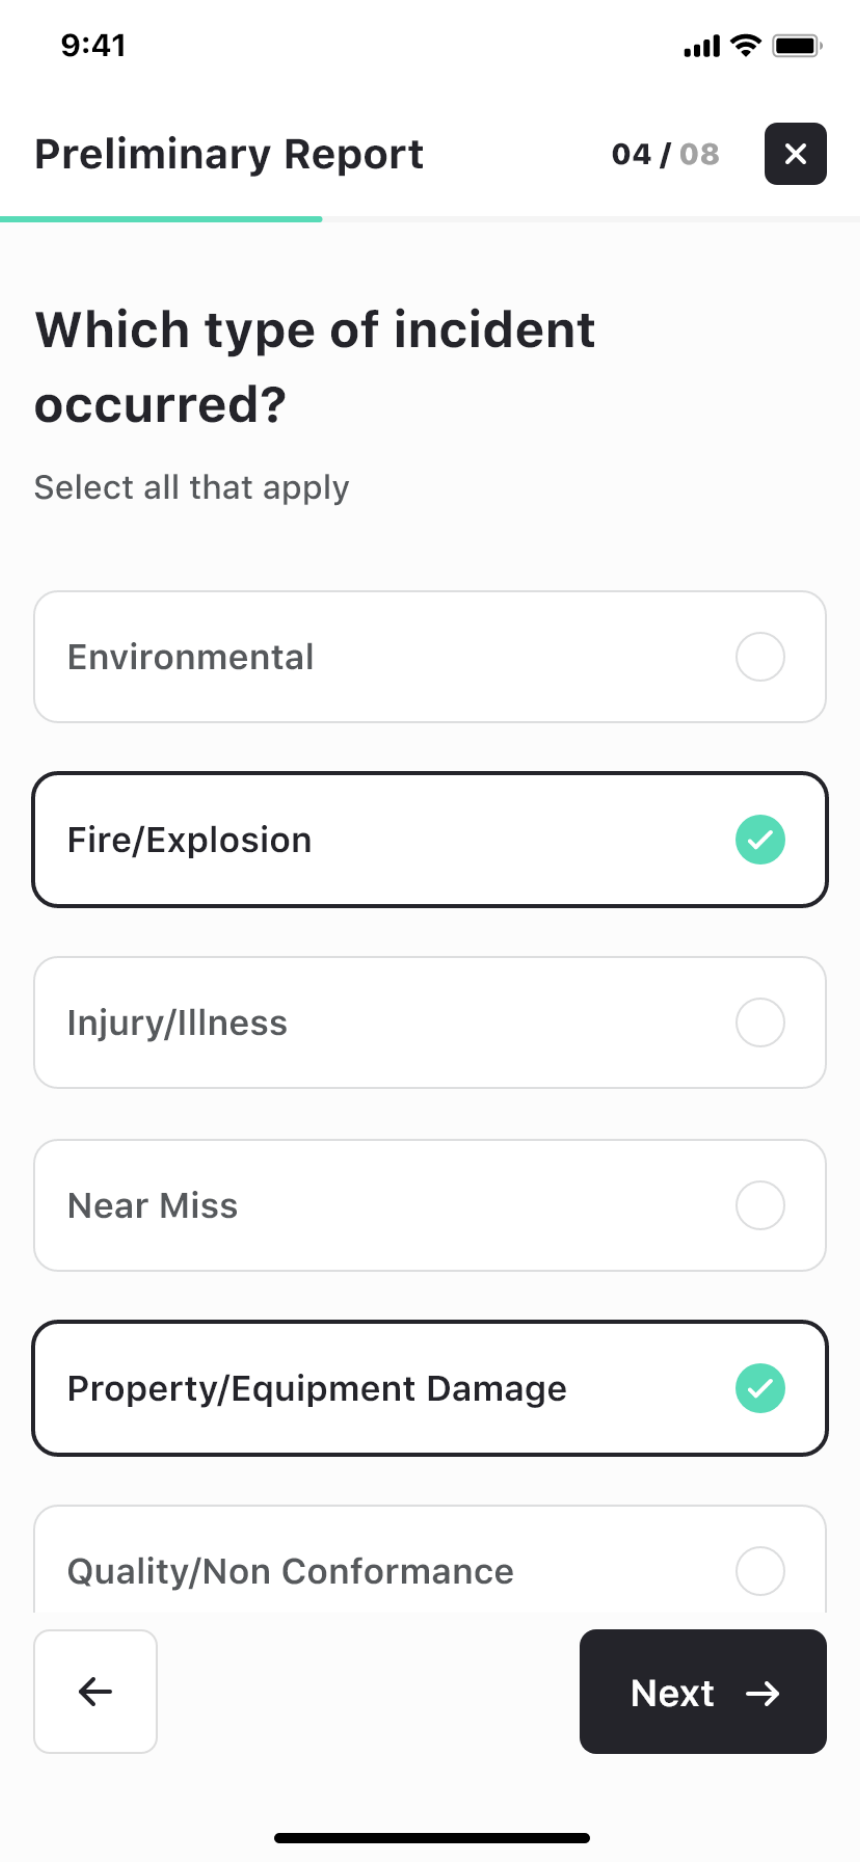 9:41
Preliminary Report 04 / 08
Which type of incident
occurred?
Select all that apply
Environmental
Fire/Explosion
Injury/Illness
Near Miss
Property/Equipment Damage
Quality/Non Conformance
Next